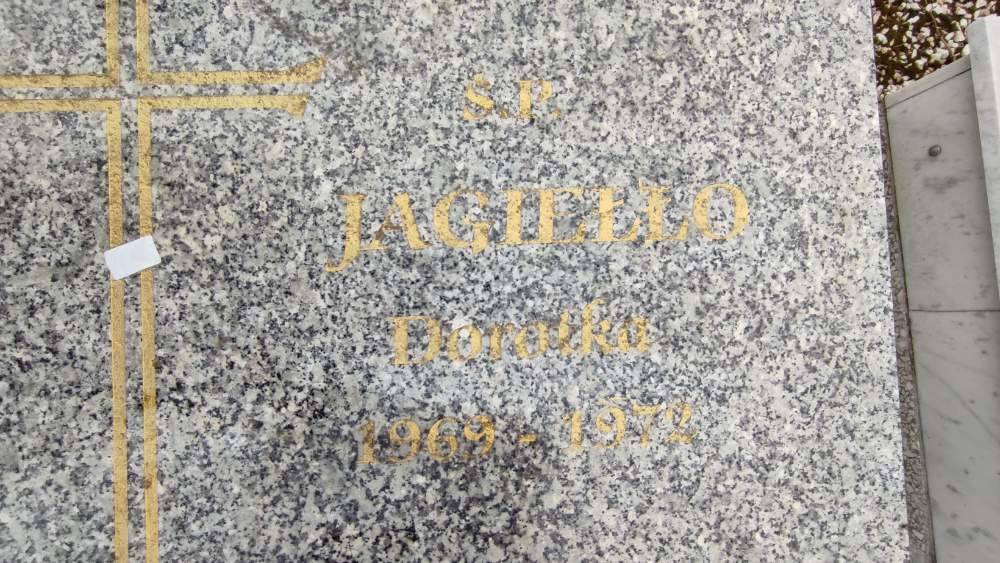 Ś.P.
JAGIEŁŁO
Dorotka
1969 - 1972